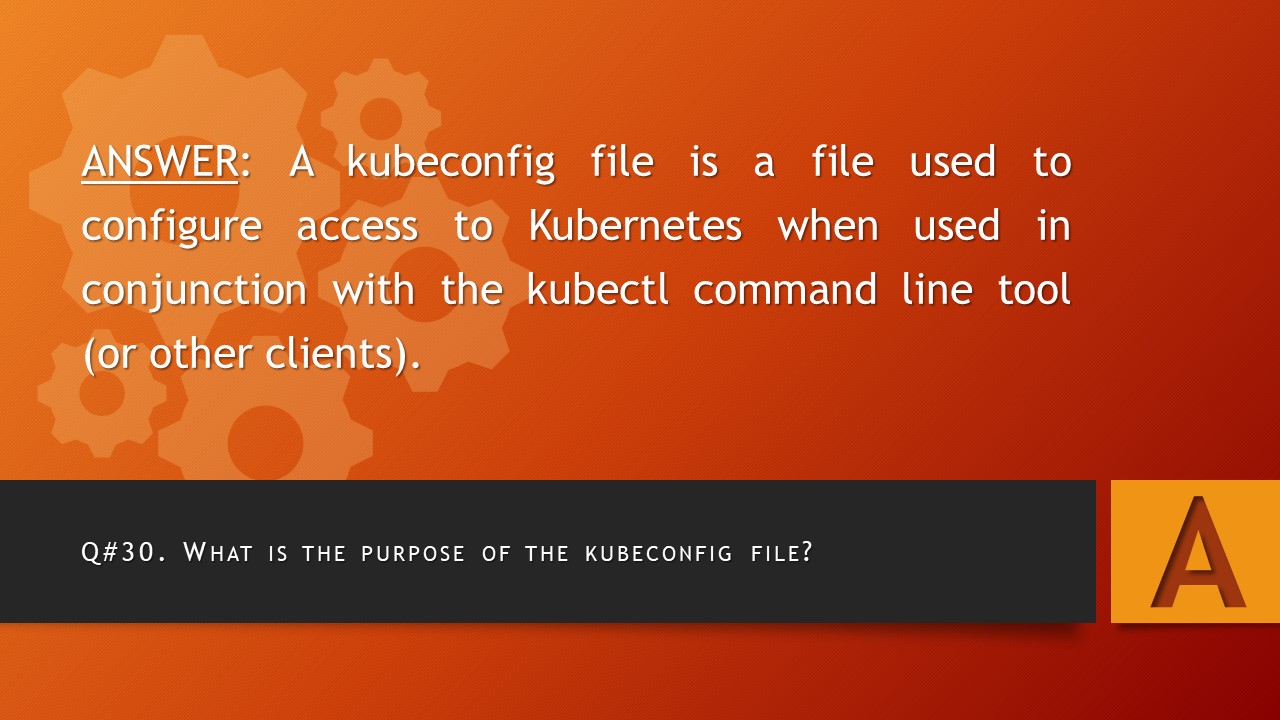 ANSWER: A kubeconfig file is a file used to
configure access to Kubernetes when used in
conjunction with the kubectl command line tool
(or other clients).
Q#30. What is the purpose of the kubeconfig file?
A